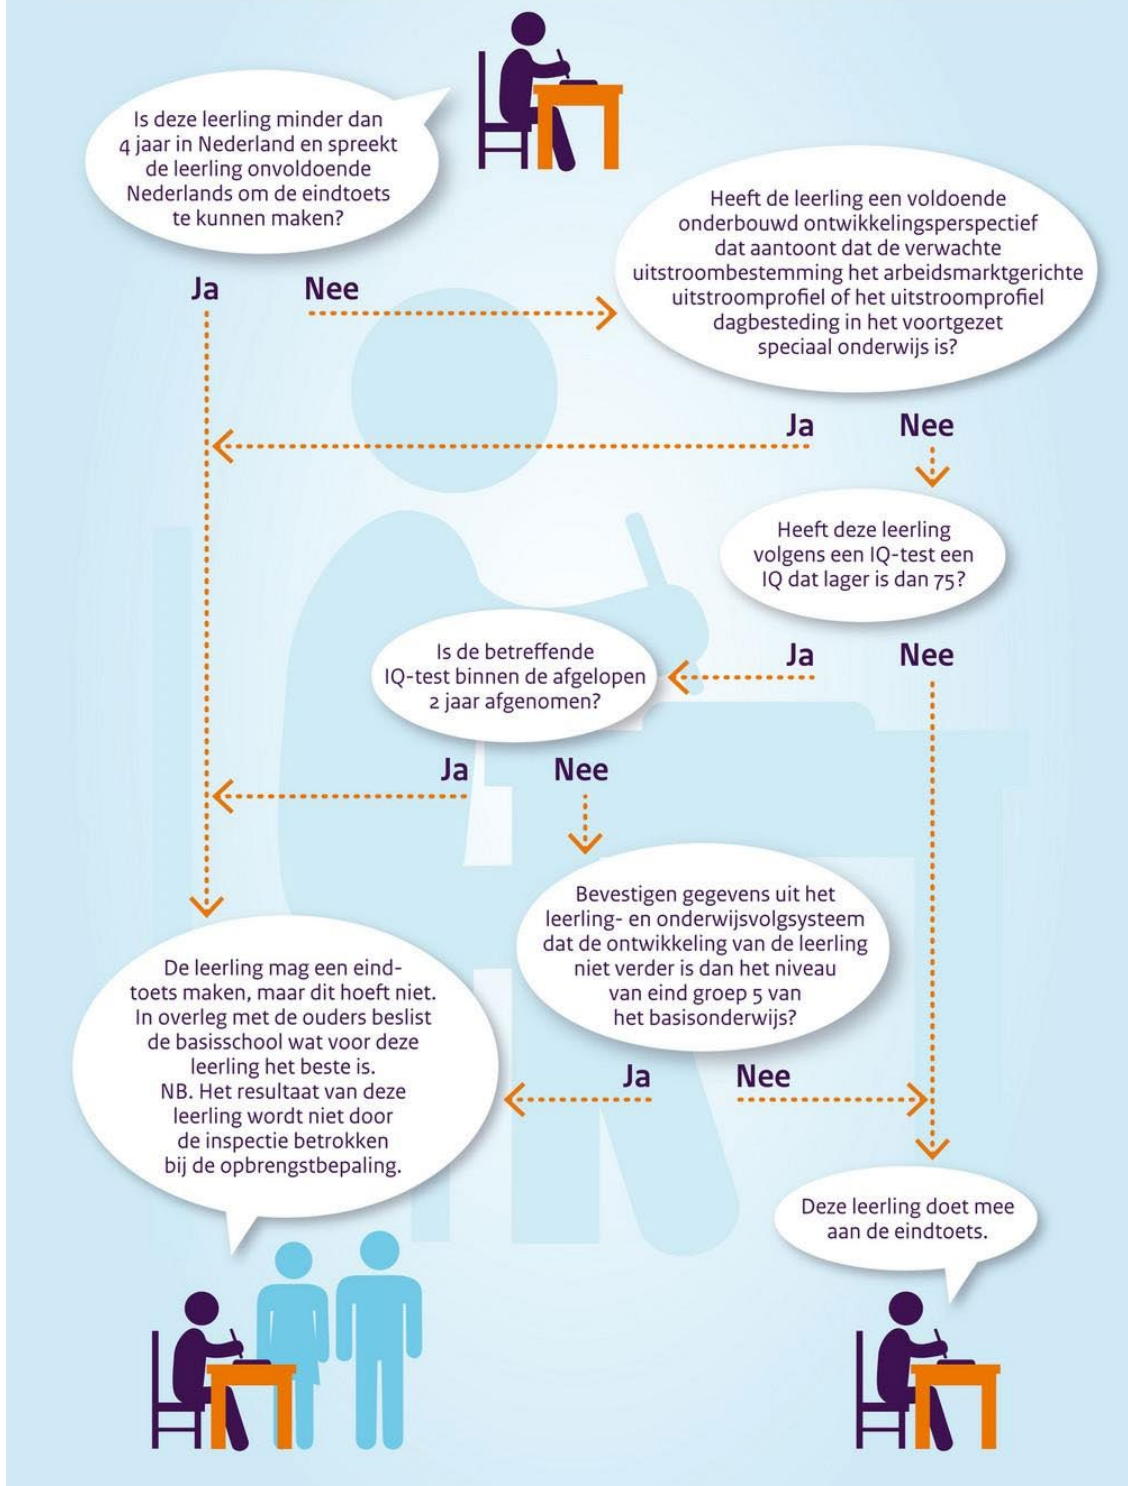 Is deze leerling minder dan
4 jaar in Nederland en spreekt
de leerling onvoldoende
Nederlands om de eindtoets
te kunnen maken?
Ja
Nee
Heeft de leerling een voldoende
onderbouwd ontwikkelingsperspectief
dat aantoont dat de verwachte
uitstroombestemming het arbeidsmarktgerichte
uitstroomprofiel of het uitstroomprofiel
dagbesteding in het voortgezet
speciaal onderwijs is?
Ja
Nee
Heeft deze leerling
volgens een IQ-test een
IQ dat lager is dan 75?
Ja
Nee
Is de betreffende
IQ-test binnen de afgelopen
2 jaar afgenomen?
Ja
Nee
Bevestigen gegevens uit het
leerling- en onderwijsvolgsysteem
dat de ontwikkeling van de leerling
niet verder is dan het niveau
van eind groep 5 van
het basisonderwijs?
Ja
Nee
De leerling mag een eind-
toets maken, maar dit hoeft niet.
In overleg met de ouders beslist
de basisschool wat voor deze
leerling het beste is.
NB. Het resultaat van deze
leerling wordt niet door
de inspectie betrokken
bij de opbrengstbepaling.
Deze leerling doet mee
aan de eindtoets.